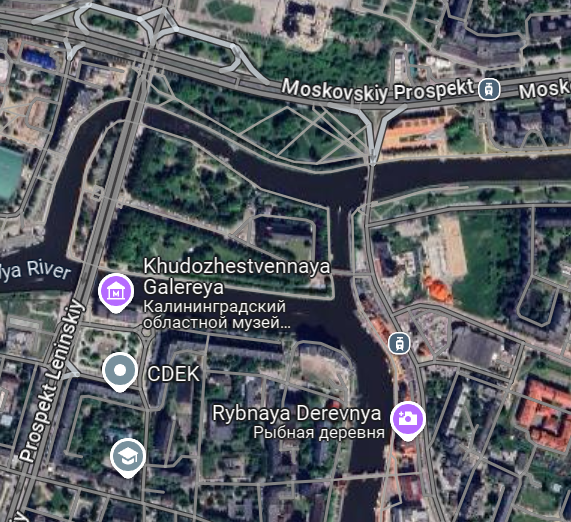 Moskovskiy Prospekt
Mosk
ya River
Khudozhestvennaya
Galereya
Калининградский
областной музей...
Prospekt Leninskiy
CDEK
Rybnaya Derevnya
Рыбная деревня
y